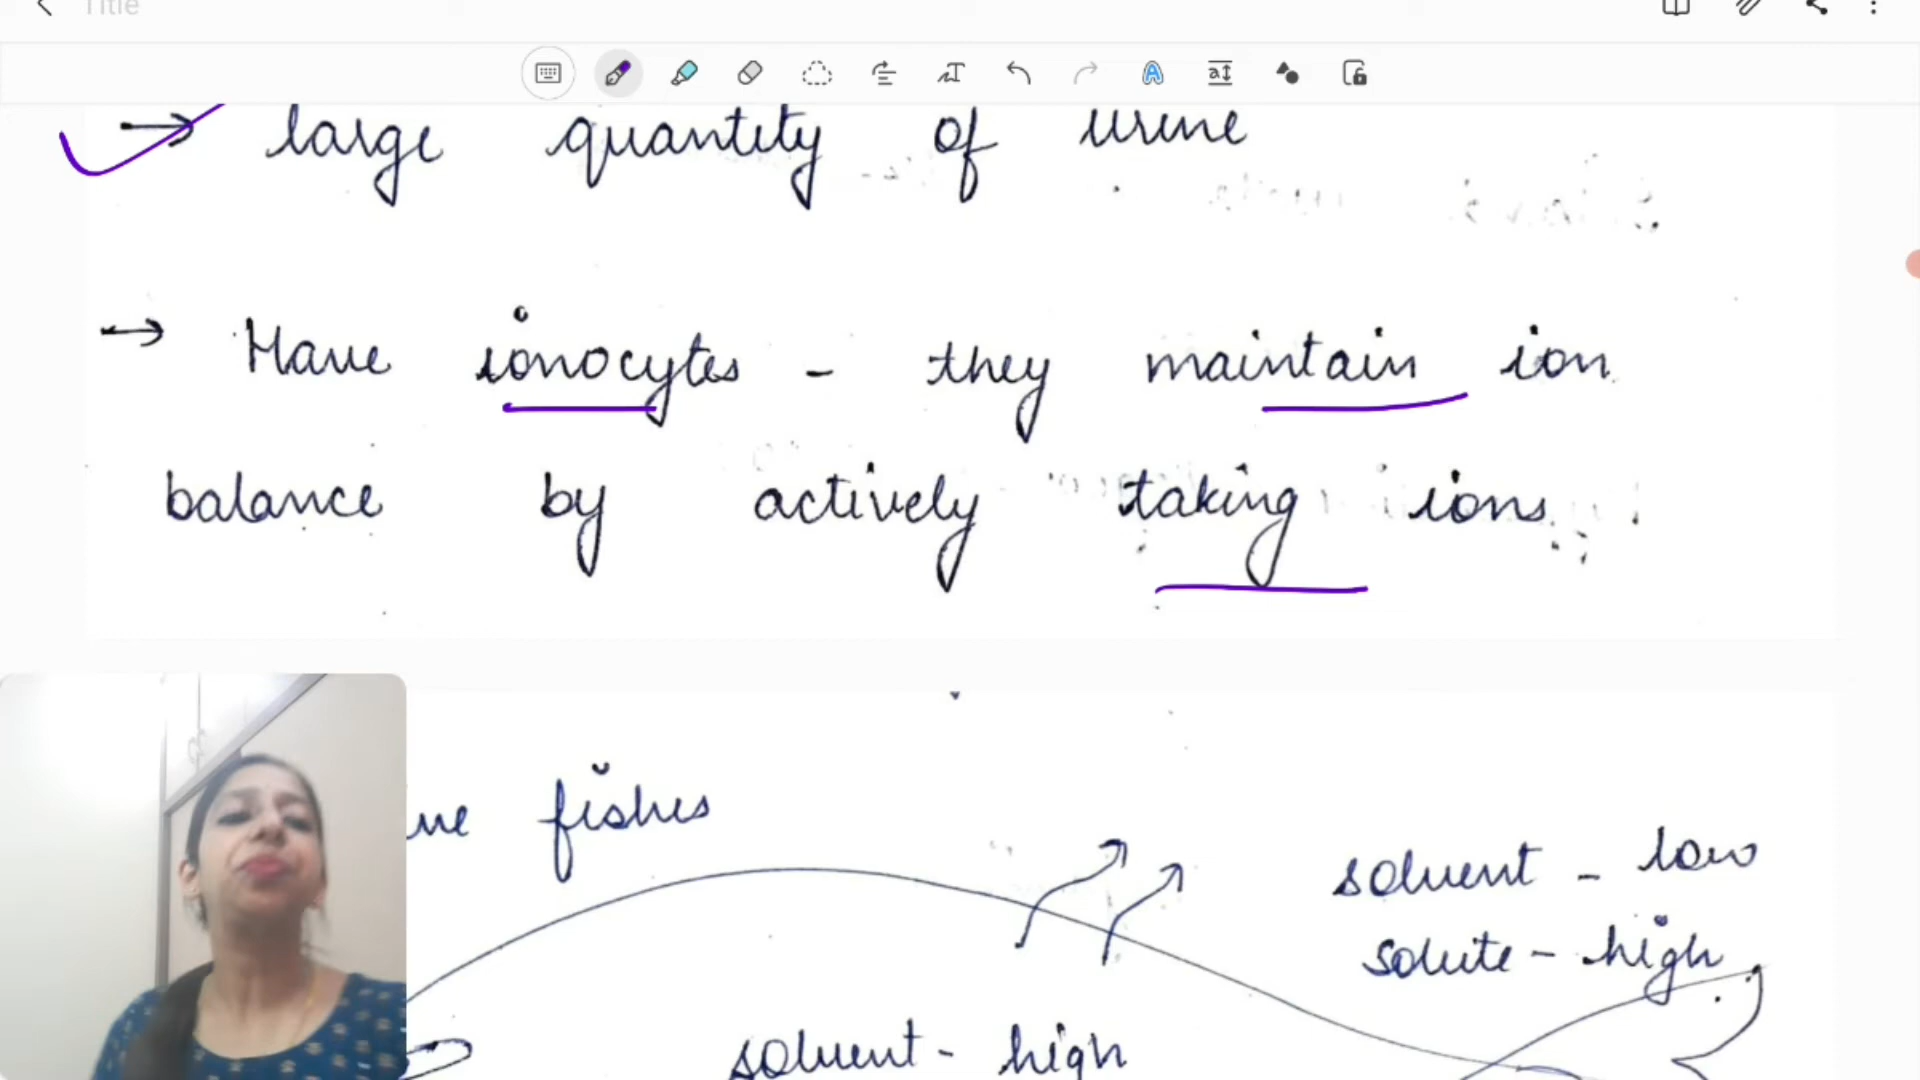 Title
→ large quantity of urine
→ Have ionocytes - they maintain ion
balance by actively taking ions
fishes
solvent - low
solute - high
solvent - high